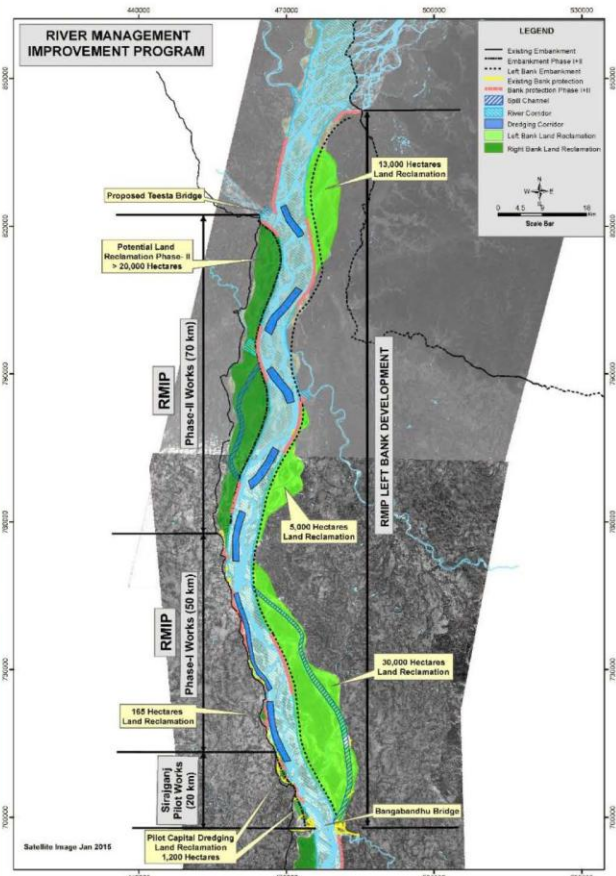 RIVER MANAGEMENT
IMPROVEMENT PROGRAM
440000
470000
LEGEND
Existing Embankment
Embankment Phase I+II
Left Bank Embankment
Existing Bank protection
Bank protection Phase I+II
Spill Channel
River Corridor
Dredging Corridor
Left Bank Land Reclamation
Right Bank Land Reclamation
N
W
E
S
0 4.5 9 18
Scale Bar
13,000 Hectares
Land Reclamation
Proposed Teesta Bridge
Potential Land
Reclamation Phase- II
> 20,000 Hectares
RMIP
Phase-II Works (70 km)
RMIP LEFT BANK DEVELOPMENT
5,000 Hectares
Land Reclamation
RMIP
Phase-I Works (50 km)
30,000 Hectares
Land Reclamation
165 Hectares
Land Reclamation
Sirajganj
Pilot Works
(20 km)
Bangabandhu Bridge
Pilot Capital Dredging
Land Reclamation
1,200 Hectares
Satellite Image Jan 2015